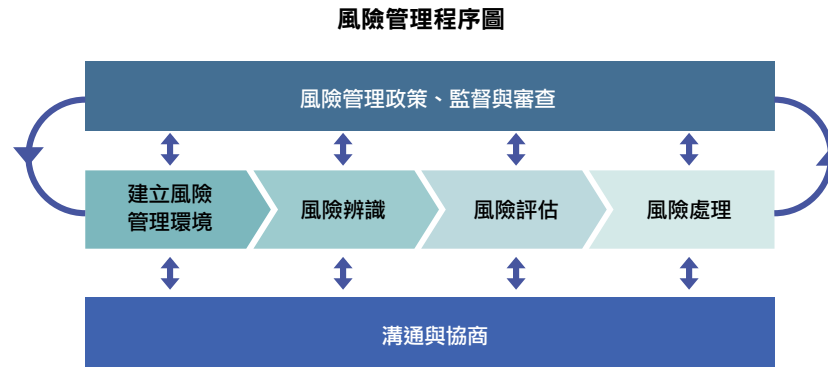 風險管理程序圖
風險管理政策、監督與審查
建立風險
管理環境
風險辨識
風險評估
風險處理
溝通與協商